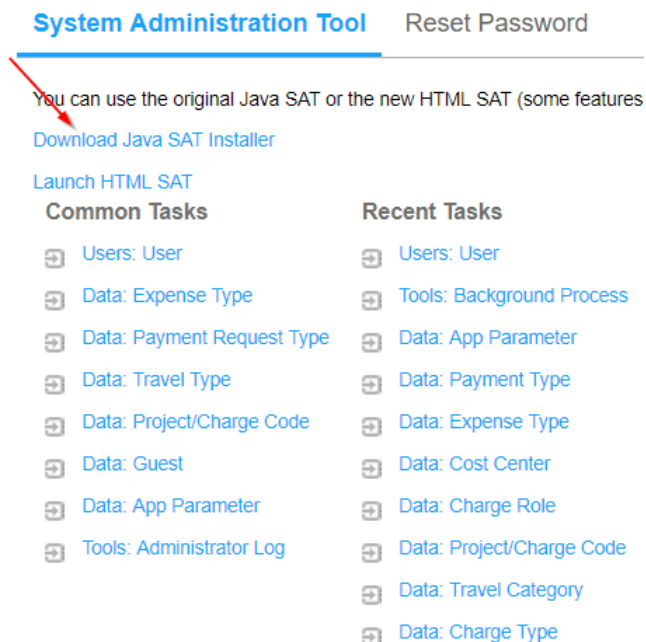 System Administration Tool Reset Password
You can use the original Java SAT or the new HTML SAT (some features
Download Java SAT Installer
Launch HTML SAT
Common Tasks
Users: User
Data: Expense Type
Data: Payment Request Type
Data: Travel Type
Data: Project/Charge Code
Data: Guest
Data: App Parameter
Tools: Administrator Log
Recent Tasks
Users: User
Tools: Background Process
Data: App Parameter
Data: Payment Type
Data: Expense Type
Data: Cost Center
Data: Charge Role
Data: Project/Charge Code
Data: Travel Category
Data: Charge Type